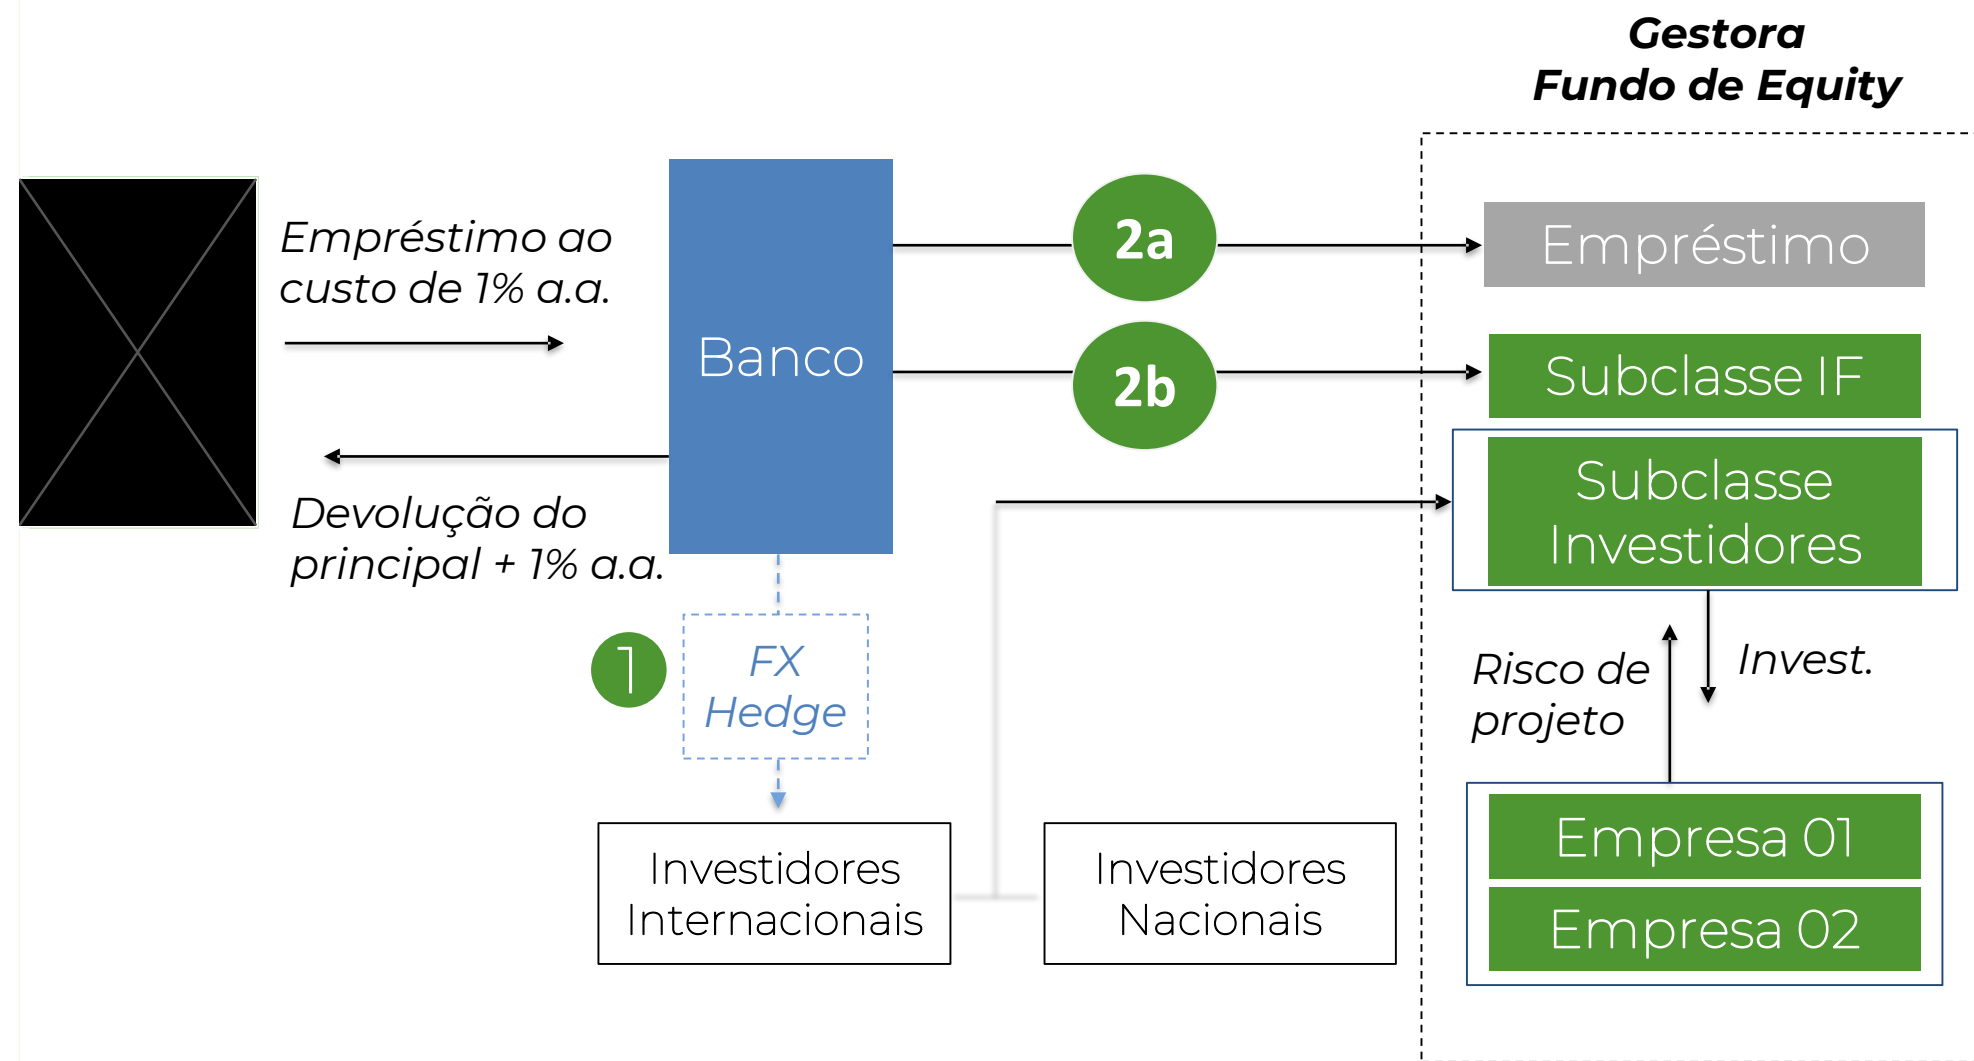 Gestora
Fundo de Equity
Empréstimo ao
custo de 1% a.a.
Devolução do
principal + 1% a.a.
Banco
2a
2b
Empréstimo
Subclasse IF
Subclasse
Investidores
1
FX
Hedge
Risco de
projeto
Invest.
Investidores
Internacionais
Investidores
Nacionais
Empresa 01
Empresa 02